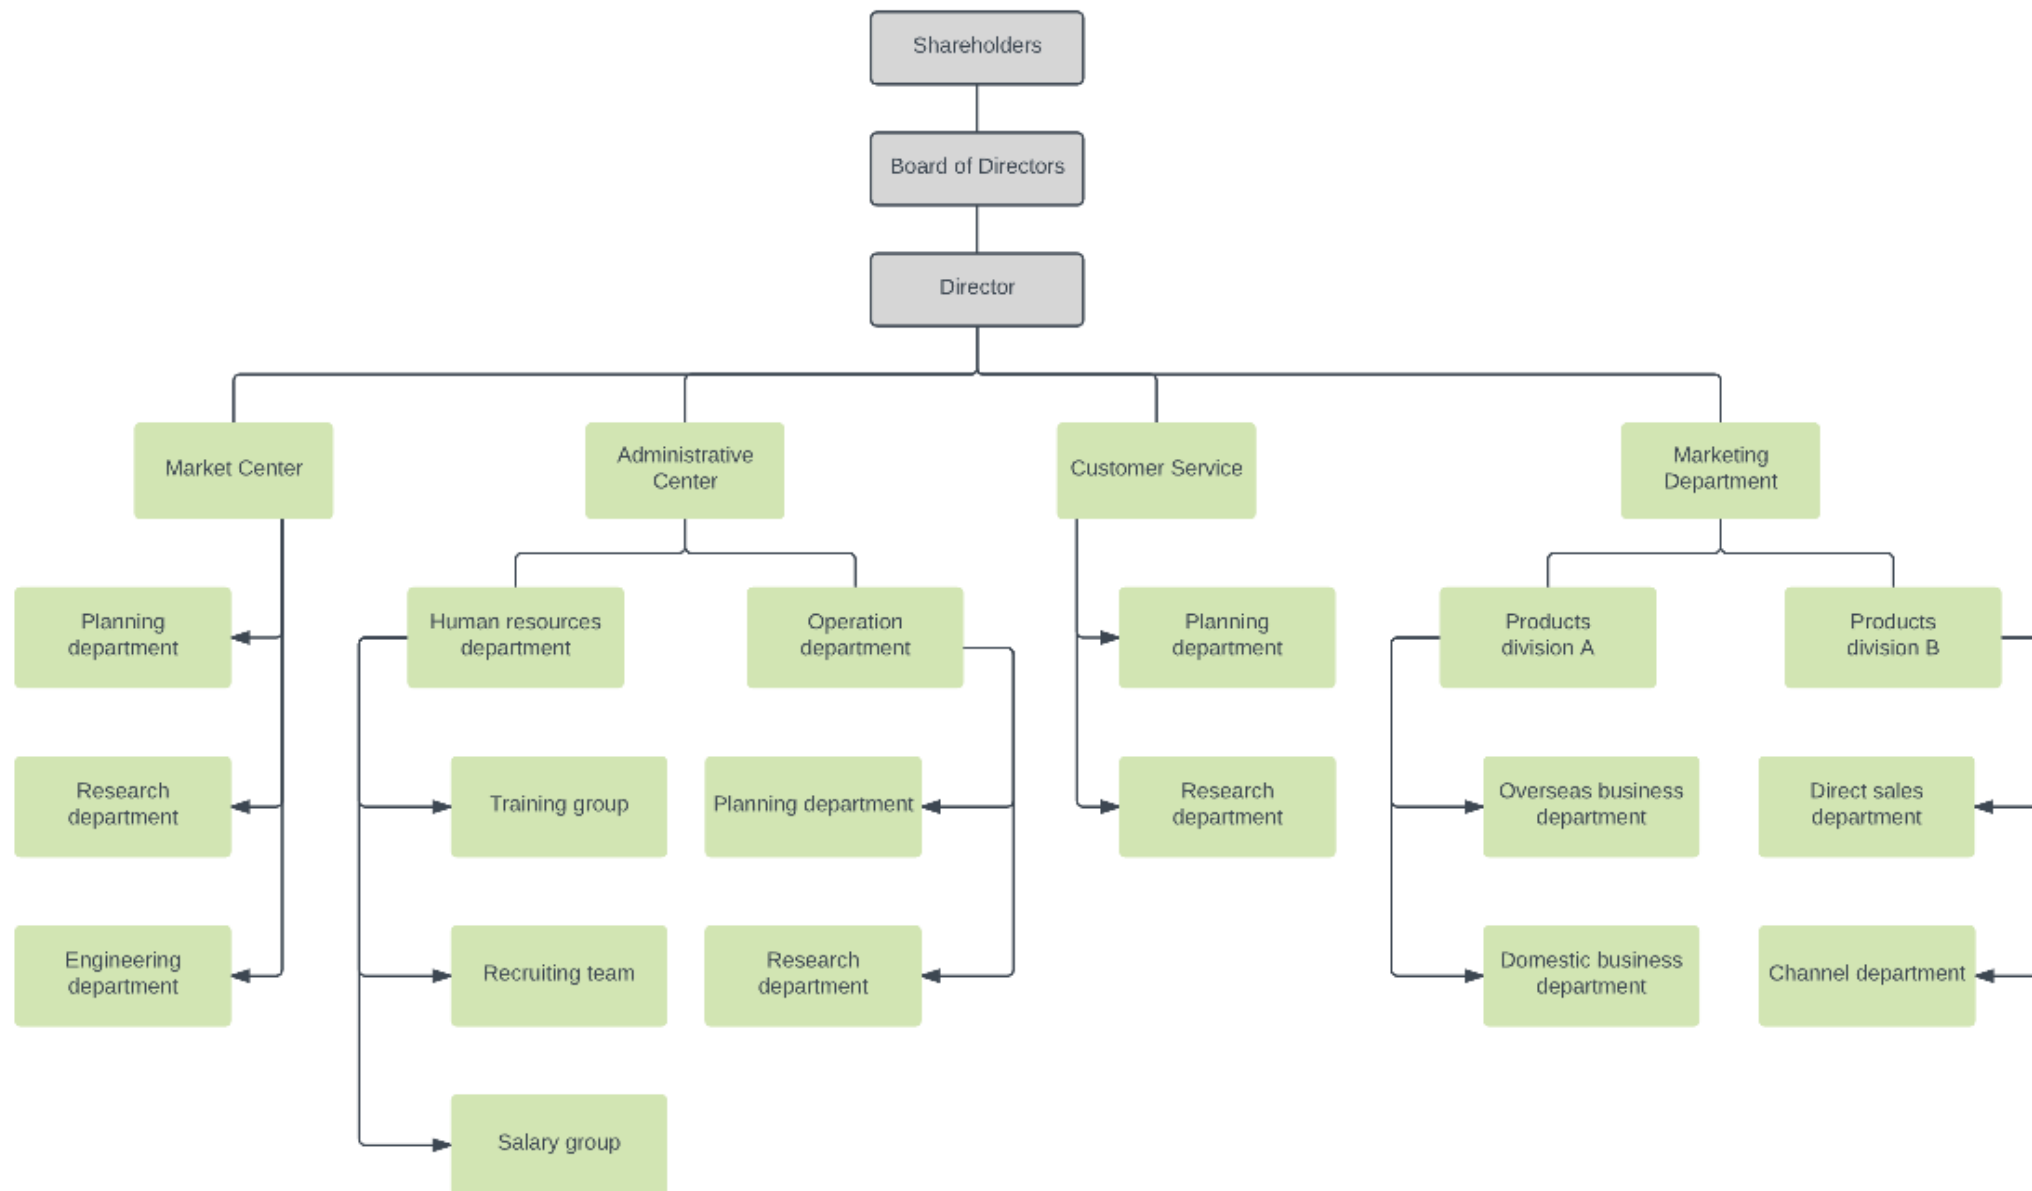 Shareholders
Board of Directors
Director
Market Center
Administrative
Center
Customer Service
Marketing
Department
Planning
department
Human resources
department
Operation
department
Planning
department
Products
division A
Products
division B
Research
department
Training group
Planning department
Research
department
Overseas business
department
Direct sales
department
Engineering
department
Recruiting team
Research
department
Domestic business
department
Channel department
Salary group